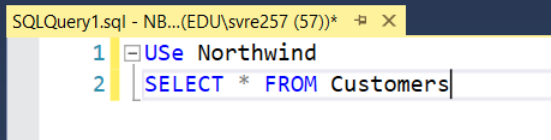 SQLQuery1.sql - NB...(EDU\svre257 (57))*
1 USe Northwind
2 SELECT * FROM Customers